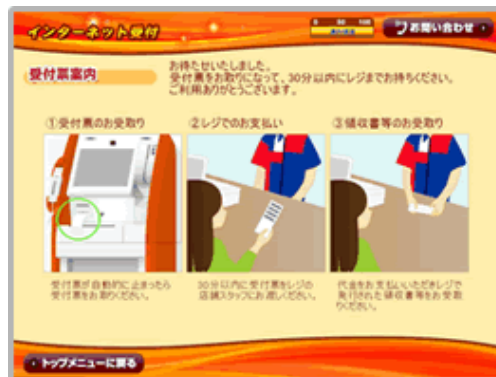 インターネット受付
0 50 100
お問い合わせ
受付票案内
お待たせいたしました。
受付票をお取りになって、30分以内にレジまでお持ちください。
ご利用ありがとうございます。
①受付票のお受取り
②レジでのお支払い
③領収書等のお受取り
受付票が自動的に止まったら
受付票をお取りください。
30分以内に受付票をレジの
店舗スタッフにお渡しください。
代金をお支払いいただきレジで
発行された領収書等をお受取
りください。
トップメニューに戻る